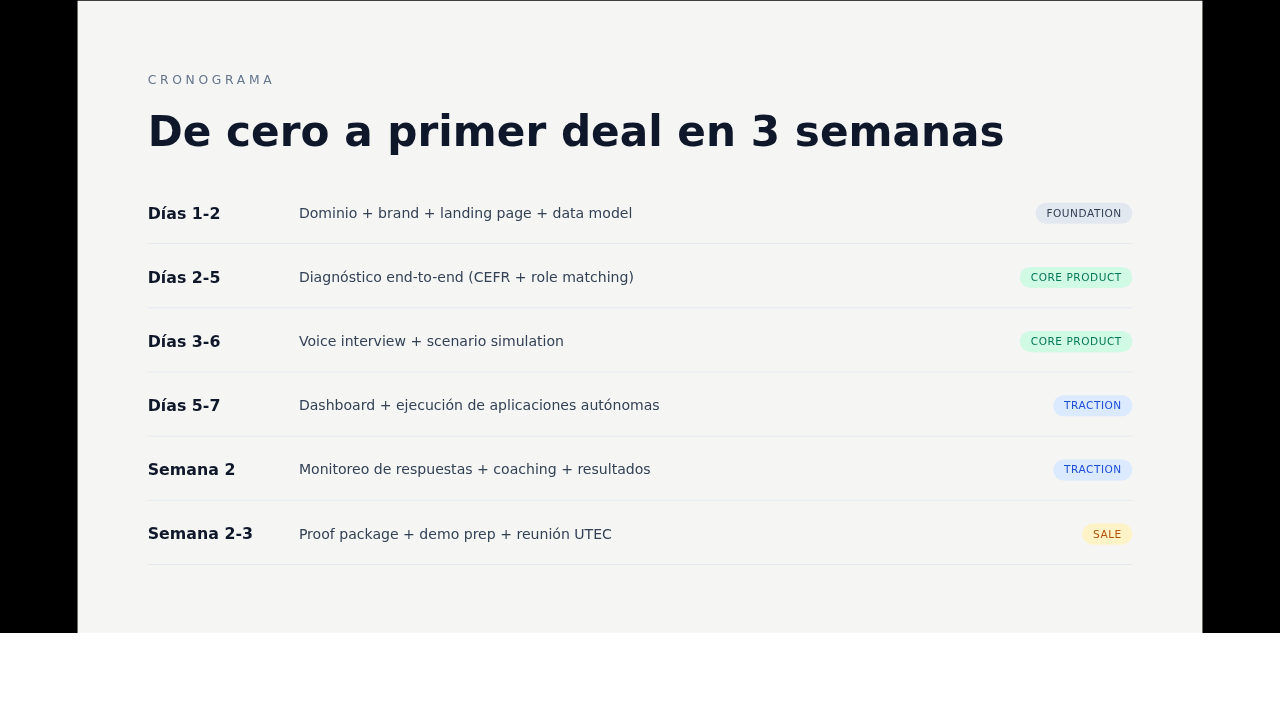 CRONOGRAMA
De cero a primer deal en 3 semanas
Días 1-2 Dominio + brand + landing page + data model FOUNDATION
Días 2-5 Diagnóstico end-to-end (CEFR + role matching) CORE PRODUCT
Días 3-6 Voice interview + scenario simulation CORE PRODUCT
Días 5-7 Dashboard + ejecución de aplicaciones autónomas TRACTION
Semana 2 Monitoreo de respuestas + coaching + resultados TRACTION
Semana 2-3 Proof package + demo prep + reunión UTEC SALE